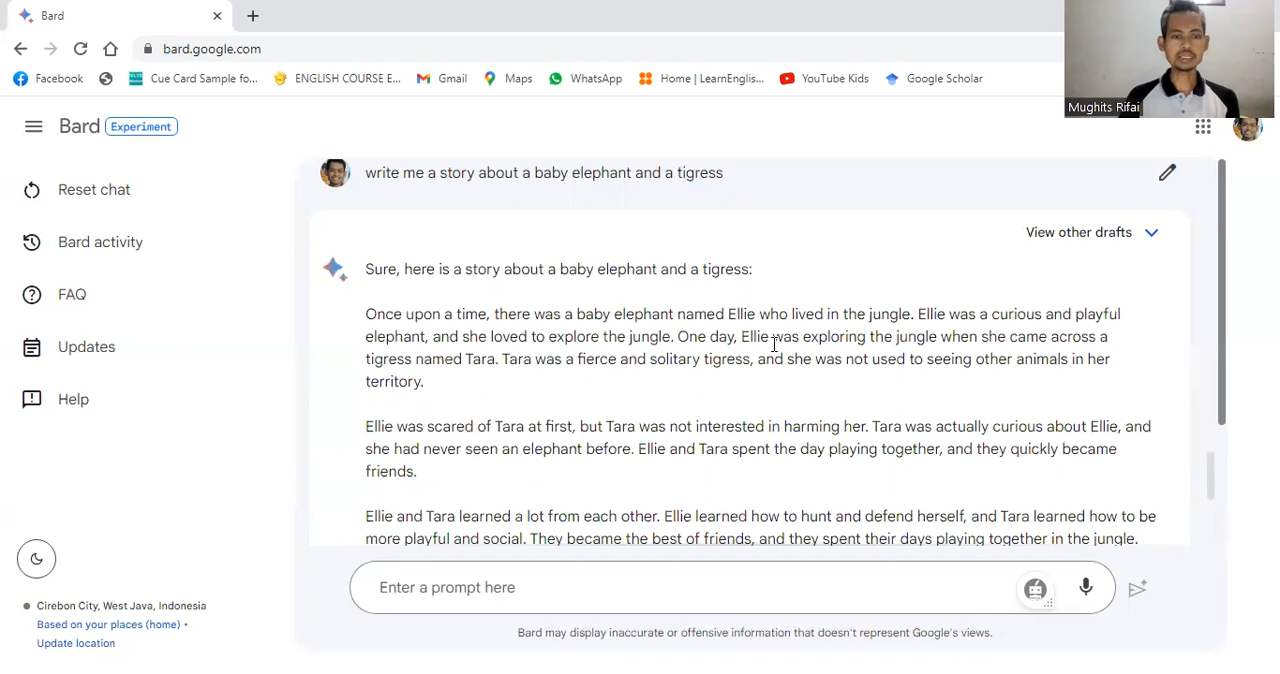 Bard
bard.google.com
Facebook
Cue Card Sample fo...
ENGLISH COURSE E...
Gmail
Maps
WhatsApp
Home | LearnEnglis...
YouTube Kids
Google Scholar
Mughits Rifai
Bard Experiment
Reset chat
Bard activity
FAQ
Updates
Help
write me a story about a baby elephant and a tigress
View other drafts
Sure, here is a story about a baby elephant and a tigress:
Once upon a time, there was a baby elephant named Ellie who lived in the jungle. Ellie was a curious and playful
elephant, and she loved to explore the jungle. One day, Ellie was exploring the jungle when she came across a
tigress named Tara. Tara was a fierce and solitary tigress, and she was not used to seeing other animals in her
territory.
Ellie was scared of Tara at first, but Tara was not interested in harming her. Tara was actually curious about Ellie, and
she had never seen an elephant before. Ellie and Tara spent the day playing together, and they quickly became
friends.
Ellie and Tara learned a lot from each other. Ellie learned how to hunt and defend herself, and Tara learned how to be
more playful and social. They became the best of friends, and they spent their days playing together in the jungle.
Enter a prompt here
Bard may display inaccurate or offensive information that doesn't represent Google's views.
Cirebon City, West Java, Indonesia
Based on your places (home) •
Update location